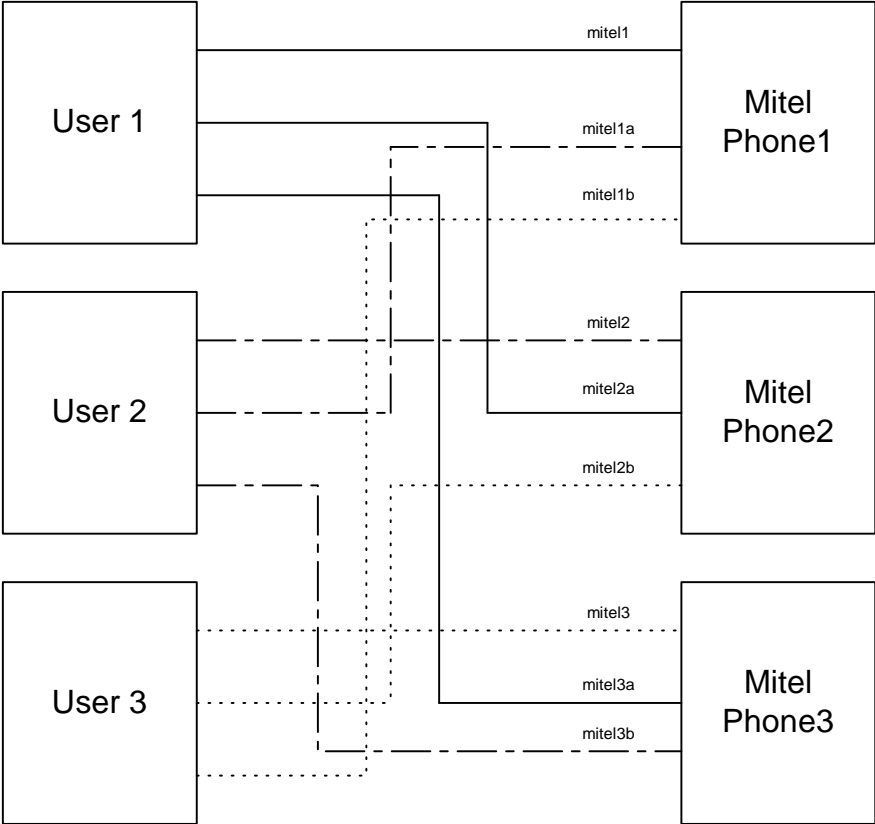 User 1
mitel1
mitel1a
mitel1b
Mitel
Phone1
User 2
mitel2
mitel2a
mitel2b
Mitel
Phone2
User 3
mitel3
mitel3a
mitel3b
Mitel
Phone3